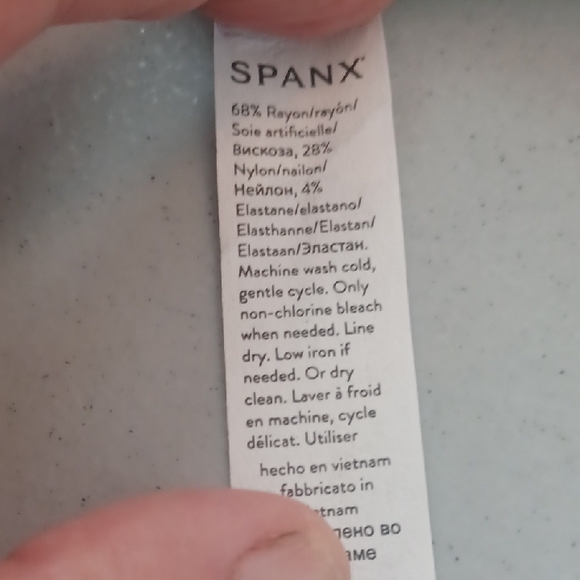 SPANX
68% Rayon/rayón/
Soie artificielle/
Вискоза, 28%
Nylon/nailon/
Нейлон, 4%
Elastane/elastano/
Elasthanne/Elastan/
Elastaan/Эластан.
Machine wash cold,
gentle cycle. Only
non-chlorine bleach
when needed. Line
dry. Low iron if
needed. Or dry
clean. Laver à froid
en machine, cycle
délicat. Utiliser
hecho en vietnam
fabbricato in
во